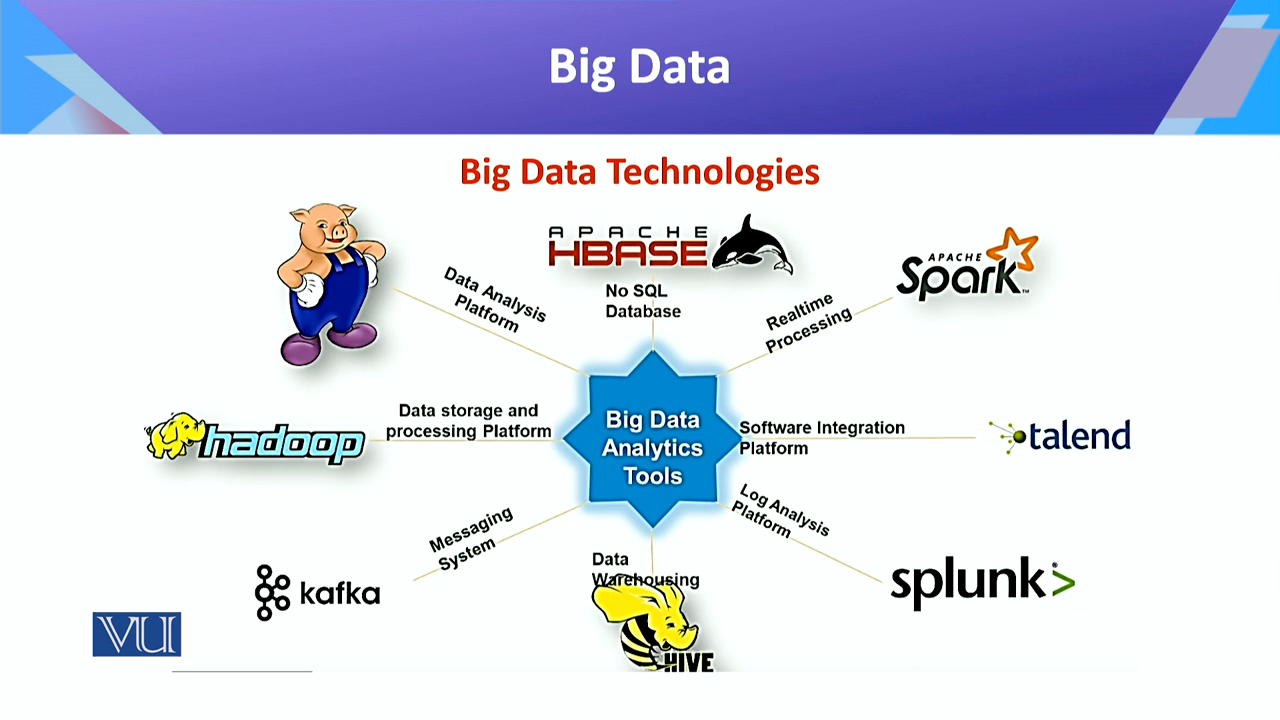 Big Data
Big Data Technologies
APACHE
HBASE
APACHE
Spark™
Data Analysis
Platform
No SQL
Database
Realtime
Processing
hadoop
Data storage and
processing Platform
Big Data
Analytics
Tools
Software Integration
Platform
talend
Messaging
System
Log Analysis
Platform
kafka
Data
Warehousing
HIVE
splunk>
VU